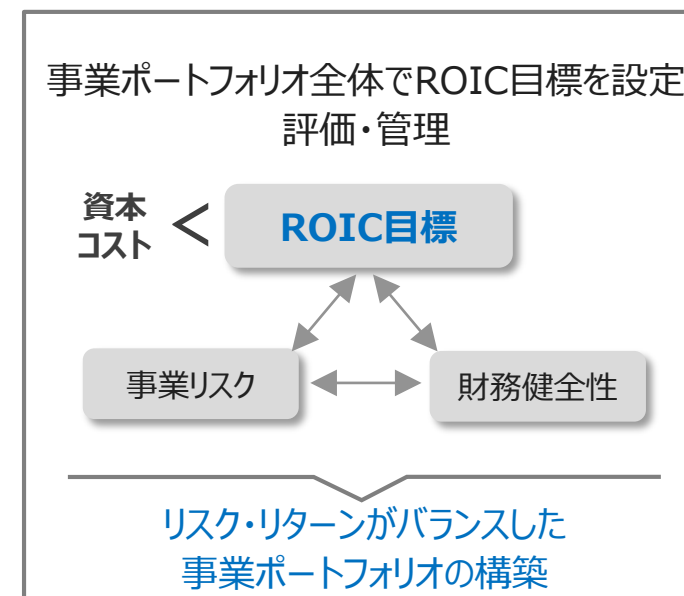 事業ポートフォリオ全体でROIC目標を設定
評価・管理
資本
コスト
<
ROIC目標
事業リスク
財務健全性
リスク・リターンがバランスした
事業ポートフォリオの構築